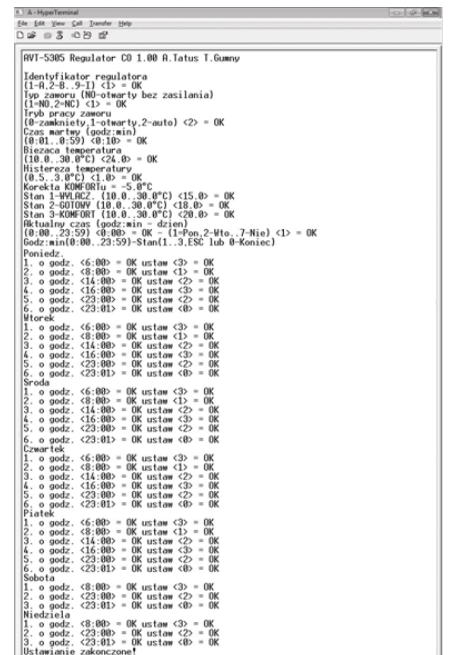 A - HyperTerminal
File Edit View Call Transfer Help
AVT-5305 Regulator CO 1.00 A.Tatus T.Gumny
Identyfikator regulatora
(1-A,2-B..9-I) <1> = OK
Typ zaworu (NO-otwarty bez zasilania)
(1=NO,2=NC) <1> = OK
Tryb pracy zaworu
(0-zamkniety,1-otwarty,2-auto) <2> = OK
Czas martwy (godz:min)
(0:01..0:59) <0:10> = OK
Biezaca temperatura
(10.0..30.0°C) <24.0> = OK
Histereza temperatury
(0.5..3.0°C) <1.0> = OK
Korekta KOMFORTu = -5.0°C
Stan 1-WYLACZ. (10.0..30.0°C) <15.0> = OK
Stan 2-GOTOWY (10.0..30.0°C) <18.0> = OK
Stan 3-KOMFORT (10.0..30.0°C) <20.0> = OK
Aktualny czas (godz:min - dzien)
(0:00..23:59) <0:00> = OK - (1=Pon,2-Wto..7-Nie) <1> = OK
Godz:min(0:00..23:59)-Stan(1..3,ESC lub 0-Koniec)
Poniedz.
1. o godz. <6:00> = OK ustaw <3> = OK
2. o godz. <8:00> = OK ustaw <1> = OK
3. o godz. <14:00> = OK ustaw <2> = OK
4. o godz. <16:00> = OK ustaw <3> = OK
5. o godz. <23:00> = OK ustaw <2> = OK
6. o godz. <23:01> = OK ustaw <0> = OK
Wtorek
1. o godz. <6:00> = OK ustaw <3> = OK
2. o godz. <8:00> = OK ustaw <1> = OK
3. o godz. <14:00> = OK ustaw <2> = OK
4. o godz. <16:00> = OK ustaw <3> = OK
5. o godz. <23:00> = OK ustaw <2> = OK
6. o godz. <23:01> = OK ustaw <0> = OK
Sroda
1. o godz. <6:00> = OK ustaw <3> = OK
2. o godz. <8:00> = OK ustaw <1> = OK
3. o godz. <14:00> = OK ustaw <2> = OK
4. o godz. <16:00> = OK ustaw <3> = OK
5. o godz. <23:00> = OK ustaw <2> = OK
6. o godz. <23:01> = OK ustaw <0> = OK
Czwartek
1. o godz. <6:00> = OK ustaw <3> = OK
2. o godz. <8:00> = OK ustaw <1> = OK
3. o godz. <14:00> = OK ustaw <2> = OK
4. o godz. <16:00> = OK ustaw <3> = OK
5. o godz. <23:00> = OK ustaw <2> = OK
6. o godz. <23:01> = OK ustaw <0> = OK
Piatek
1. o godz. <6:00> = OK ustaw <3> = OK
2. o godz. <8:00> = OK ustaw <1> = OK
3. o godz. <14:00> = OK ustaw <2> = OK
4. o godz. <16:00> = OK ustaw <3> = OK
5. o godz. <23:00> = OK ustaw <2> = OK
6. o godz. <23:01> = OK ustaw <0> = OK
Sobota
1. o godz. <8:00> = OK ustaw <3> = OK
2. o godz. <23:00> = OK ustaw <2> = OK
3. o godz. <23:01> = OK ustaw <0> = OK
Niedziela
1. o godz. <8:00> = OK ustaw <3> = OK
2. o godz. <23:00> = OK ustaw <2> = OK
3. o godz. <23:01> = OK ustaw <0> = OK
Ustawianie zakonczone!